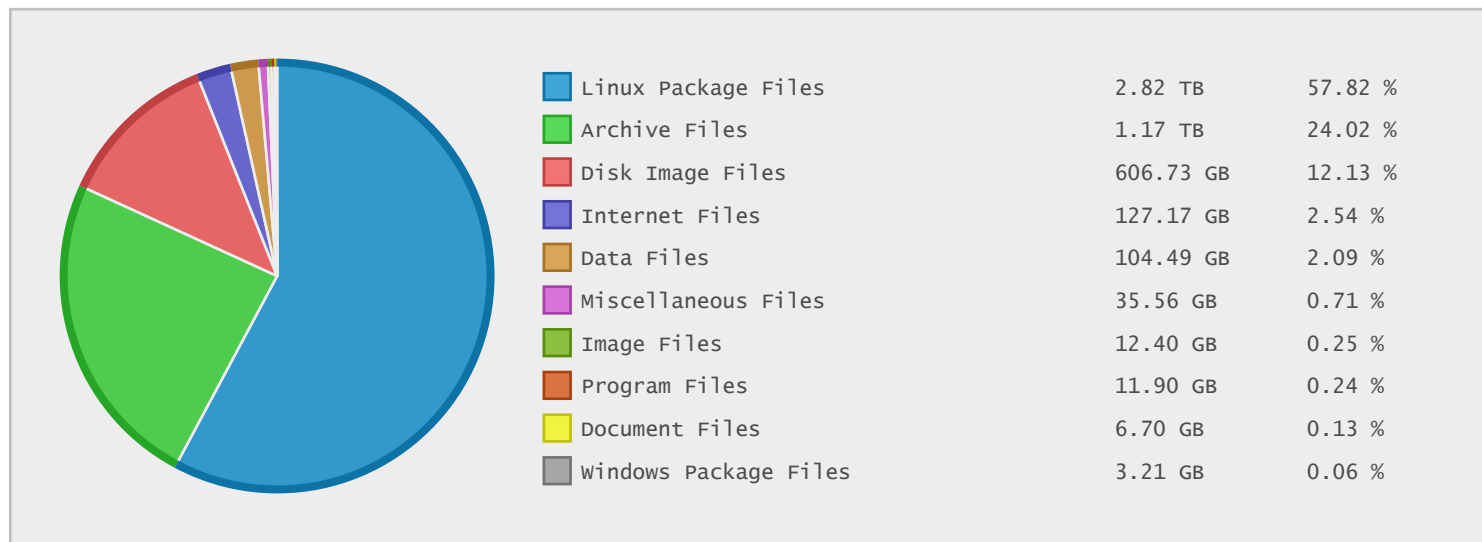 Linux Package Files 2.82 TB 57.82 %
Archive Files 1.17 TB 24.02 %
Disk Image Files 606.73 GB 12.13 %
Internet Files 127.17 GB 2.54 %
Data Files 104.49 GB 2.09 %
Miscellaneous Files 35.56 GB 0.71 %
Image Files 12.40 GB 0.25 %
Program Files 11.90 GB 0.24 %
Document Files 6.70 GB 0.13 %
Windows Package Files 3.21 GB 0.06 %